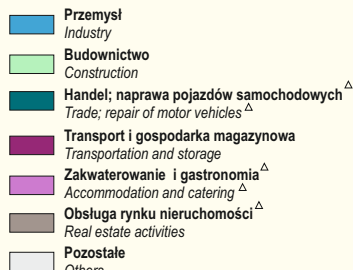 Przemysł
Industry
Budownictwo
Construction
Handel; naprawa pojazdów samochodowych△
Trade; repair of motor vehicles△
Transport i gospodarka magazynowa
Transportation and storage
Zakwaterowanie i gastronomia△
Accommodation and catering△
Obsługa rynku nieruchomości△
Real estate activities
Pozostałe
Others